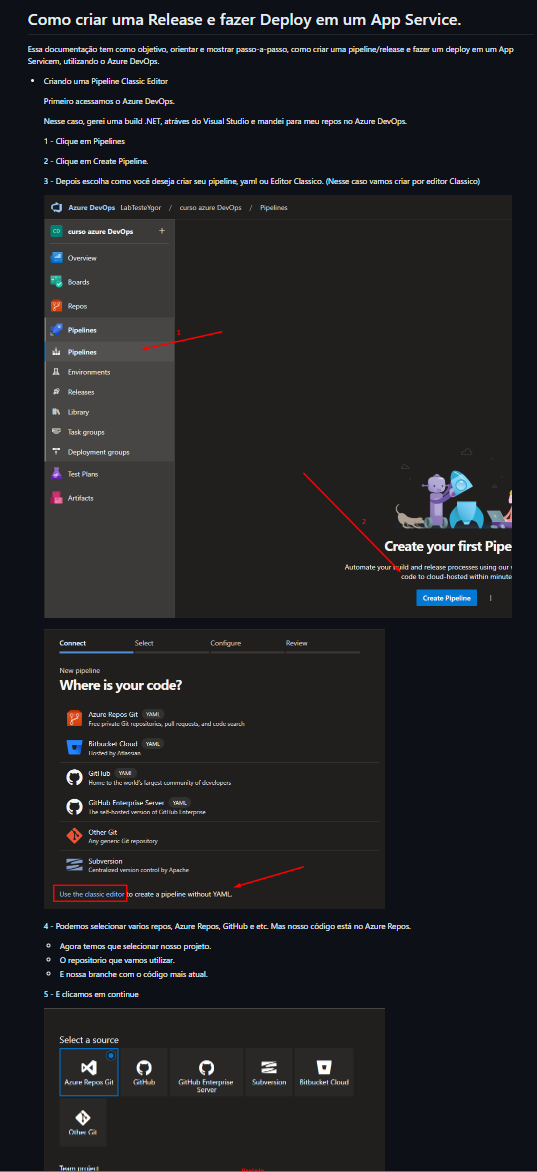 Como criar uma Release e fazer Deploy em um App Service.
Essa documentação tem como objetivo, orientar e mostrar passo-a-passo, como criar uma pipeline/release e fazer um deploy em um App
Servicem, utilizando o Azure DevOps.
Criando uma Pipeline Classic Editor
Primeiro acessamos o Azure DevOps.
Nesse caso, gerei uma build .NET, atráves do Visual Studio e mandei para meu repos no Azure DevOps.
1 - Clique em Pipelines
2 - Clique em Create Pipeline.
3 - Depois escolha como você deseja criar seu pipeline, yaml ou Editor Classico. (Nesse caso vamos criar por editor Classico)
Azure DevOps LabTesteYgor / curso azure DevOps / Pipelines
CD curso azure DevOps +
Overview
Boards
Repos
Pipelines
1
Pipelines
Environments
Releases
Library
Task groups
Deployment groups
Test Plans
Artifacts
2
Create your first Pipe
Automate your build and release processes using our
code to cloud-hosted within minute
Create Pipeline
Connect Select Configure Review
New pipeline
Where is your code?
Azure Repos Git YAML
Free private Git repositories, pull requests, and code search
Bitbucket Cloud YAML
Hosted by Atlassian
GitHub YAML
Home to the world's largest community of developers
GitHub Enterprise Server YAML
The self-hosted version of GitHub Enterprise
Other Git
Any generic Git repository
Subversion
Centralized version control by Apache
Use the classic editor to create a pipeline without YAML.
4 - Podemos selecionar varios repos, Azure Repos, GitHub e etc. Mas nosso código está no Azure Repos.
Agora temos que selecionar nosso projeto.
O repositorio que vamos utilizar.
E nossa branche com o código mais atual.
5 - E clicamos em continue
Select a source
Azure Repos Git GitHub GitHub Enterprise Server Subversion Bitbucket Cloud
Other Git
Team project